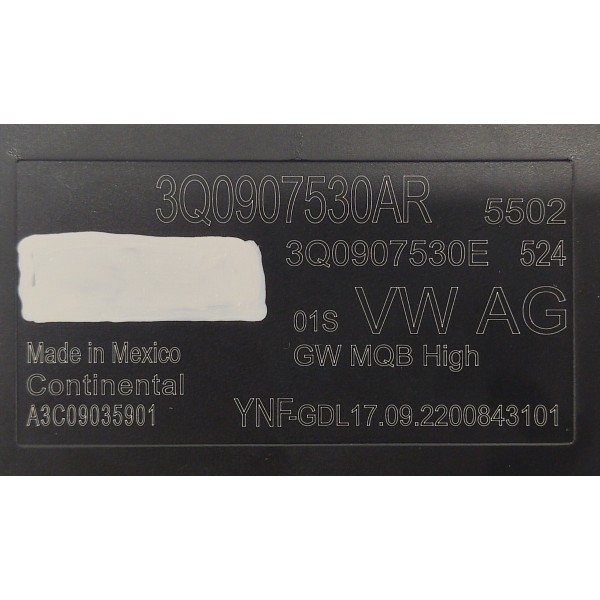 3Q0907530AR 5502
3Q0907530E 524
01S VW AG
Made in Mexico GW MQB High
Continental
A3C09035901 YNF-GDL17.09.2200843101